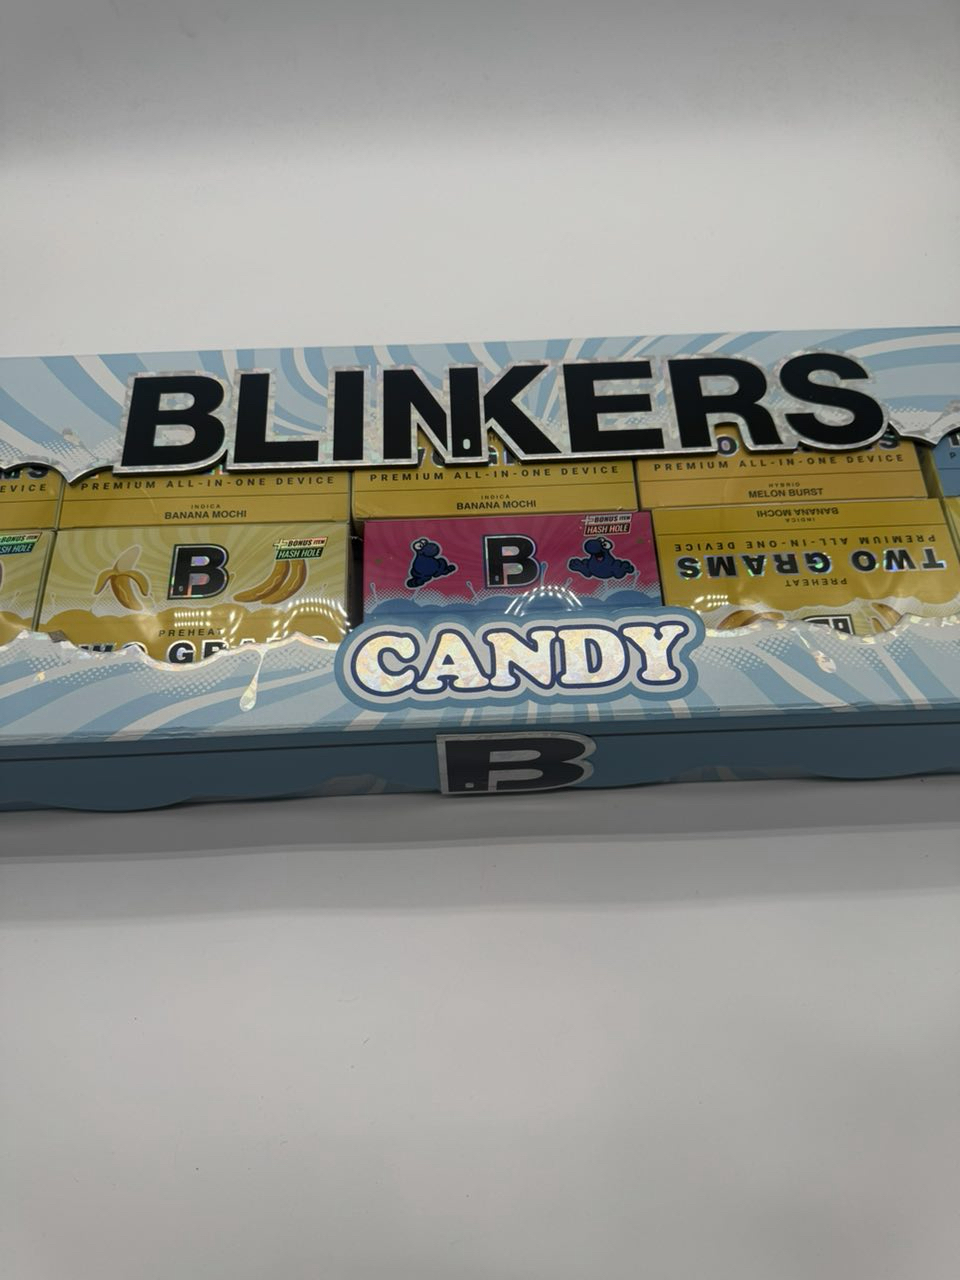 BLINKERS
PREMIUM ALL-IN-ONE DEVICE
INDICA
BANANA MOCHI
PREMIUM ALL-IN-ONE DEVICE
INDICA
BANANA MOCHI
PREMIUM ALL-IN-ONE DEVICE
HYBRID
MELON BURST
B
+BONUS ITEM
HASH HOLE
PREHEAT
B
+BONUS ITEM
HASH HOLE
INDICA
BANANA MOCHI
PREMIUM ALL-IN-ONE DEVICE
TWO GRAMS
PREHEAT
CANDY
B